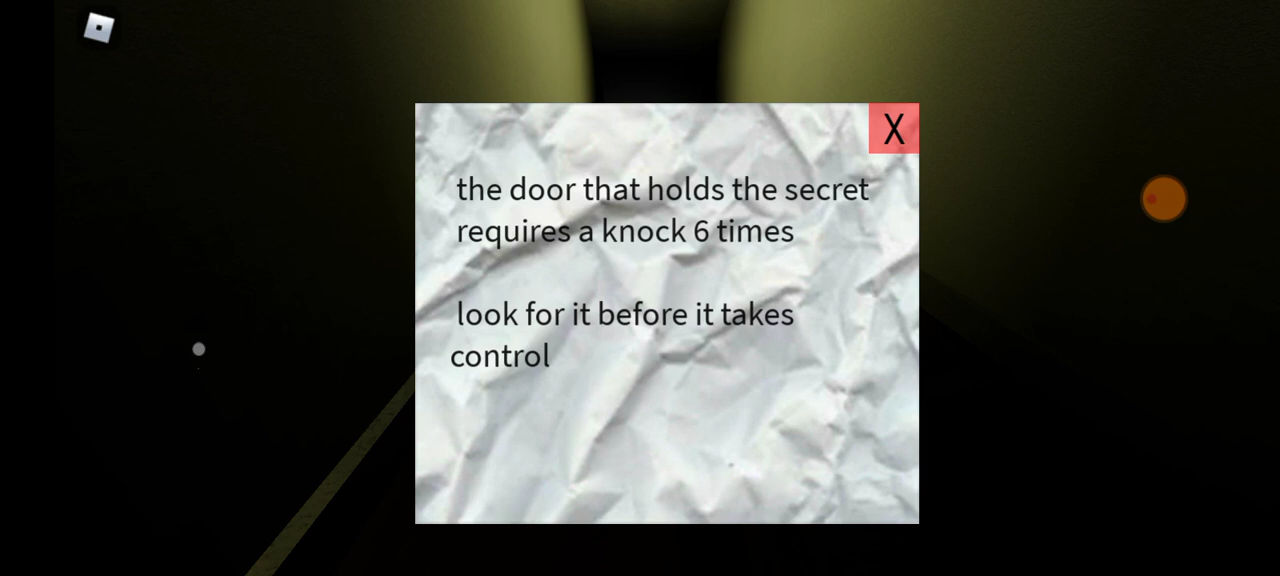 X
the door that holds the secret
requires a knock 6 times
look for it before it takes
control